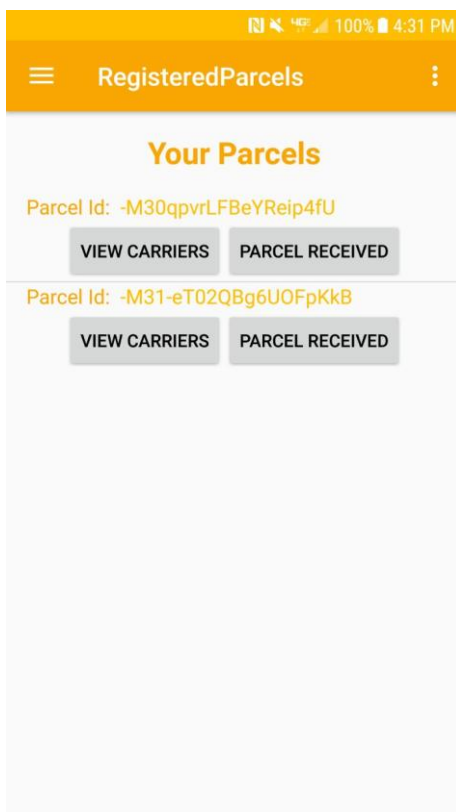 4G 100% 4:31 PM
RegisteredParcels
Your Parcels
Parcel Id: -M30qpvrLFBeYReip4fU
VIEW CARRIERS PARCEL RECEIVED
Parcel Id: -M31-eT02QBg6UOFpKkB
VIEW CARRIERS PARCEL RECEIVED